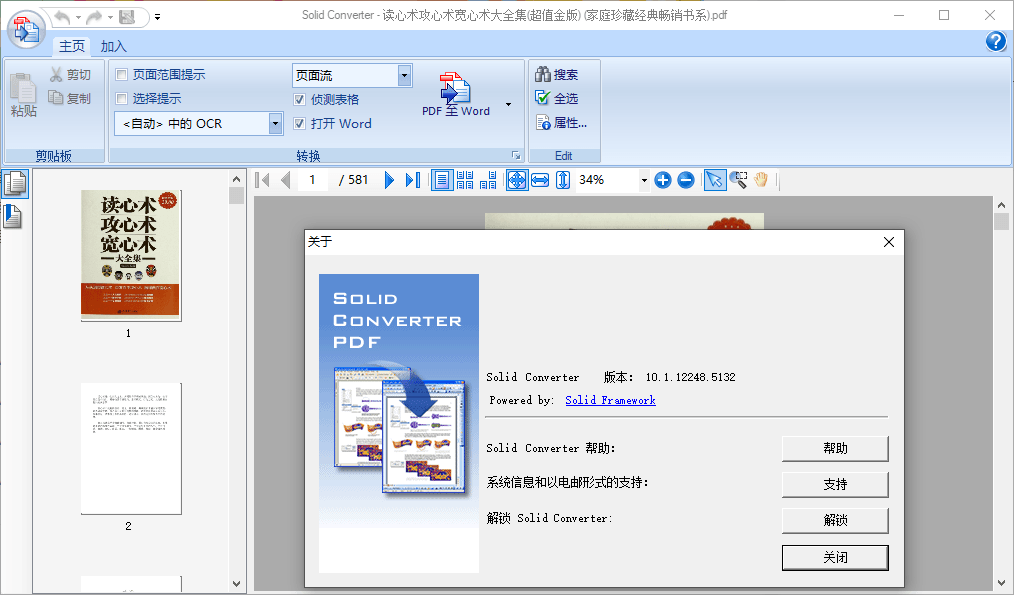 Solid Converter - 读心术攻心术宽心术大全集(超值金版) (家庭珍藏经典畅销书系).pdf
主页 加入
粘贴
剪切
复制
剪贴板
页面范围提示
选择提示
<自动> 中的 OCR
页面流
侦测表格
打开 Word
PDF 至 Word
转换
搜索
全选
属性...
Edit
1 / 581
34%
读心术
攻心术
宽心术
大全集
1
2
关于
SOLID
CONVERTER
PDF
Solid Converter 版本: 10.1.12248.5132
Powered by: Solid Framework
Solid Converter 帮助:
帮助
系统信息和以电邮形式的支持:
支持
解锁 Solid Converter:
解锁
关闭